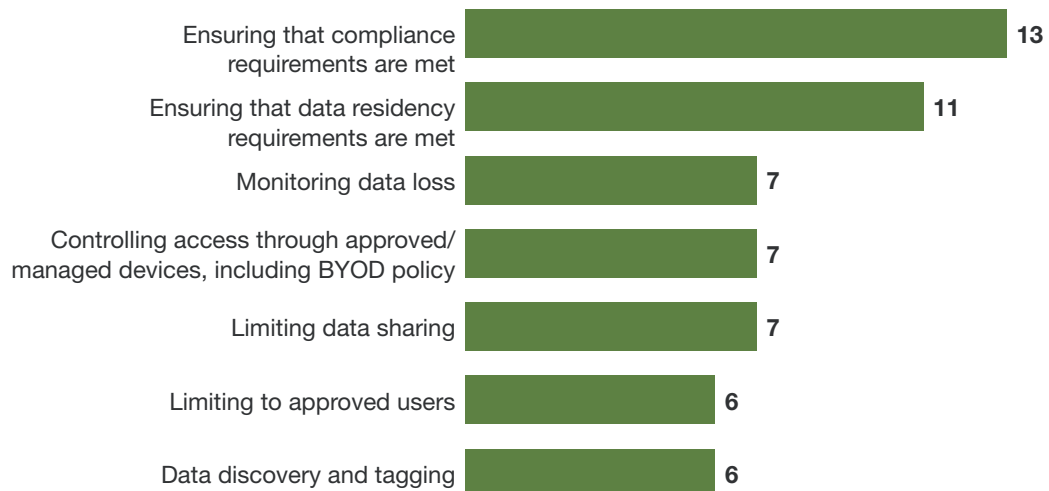 Ensuring that compliance
requirements are met
13
Ensuring that data residency
requirements are met
11
Monitoring data loss
7
Controlling access through approved/
managed devices, including BYOD policy
7
Limiting data sharing
7
Limiting to approved users
6
Data discovery and tagging
6